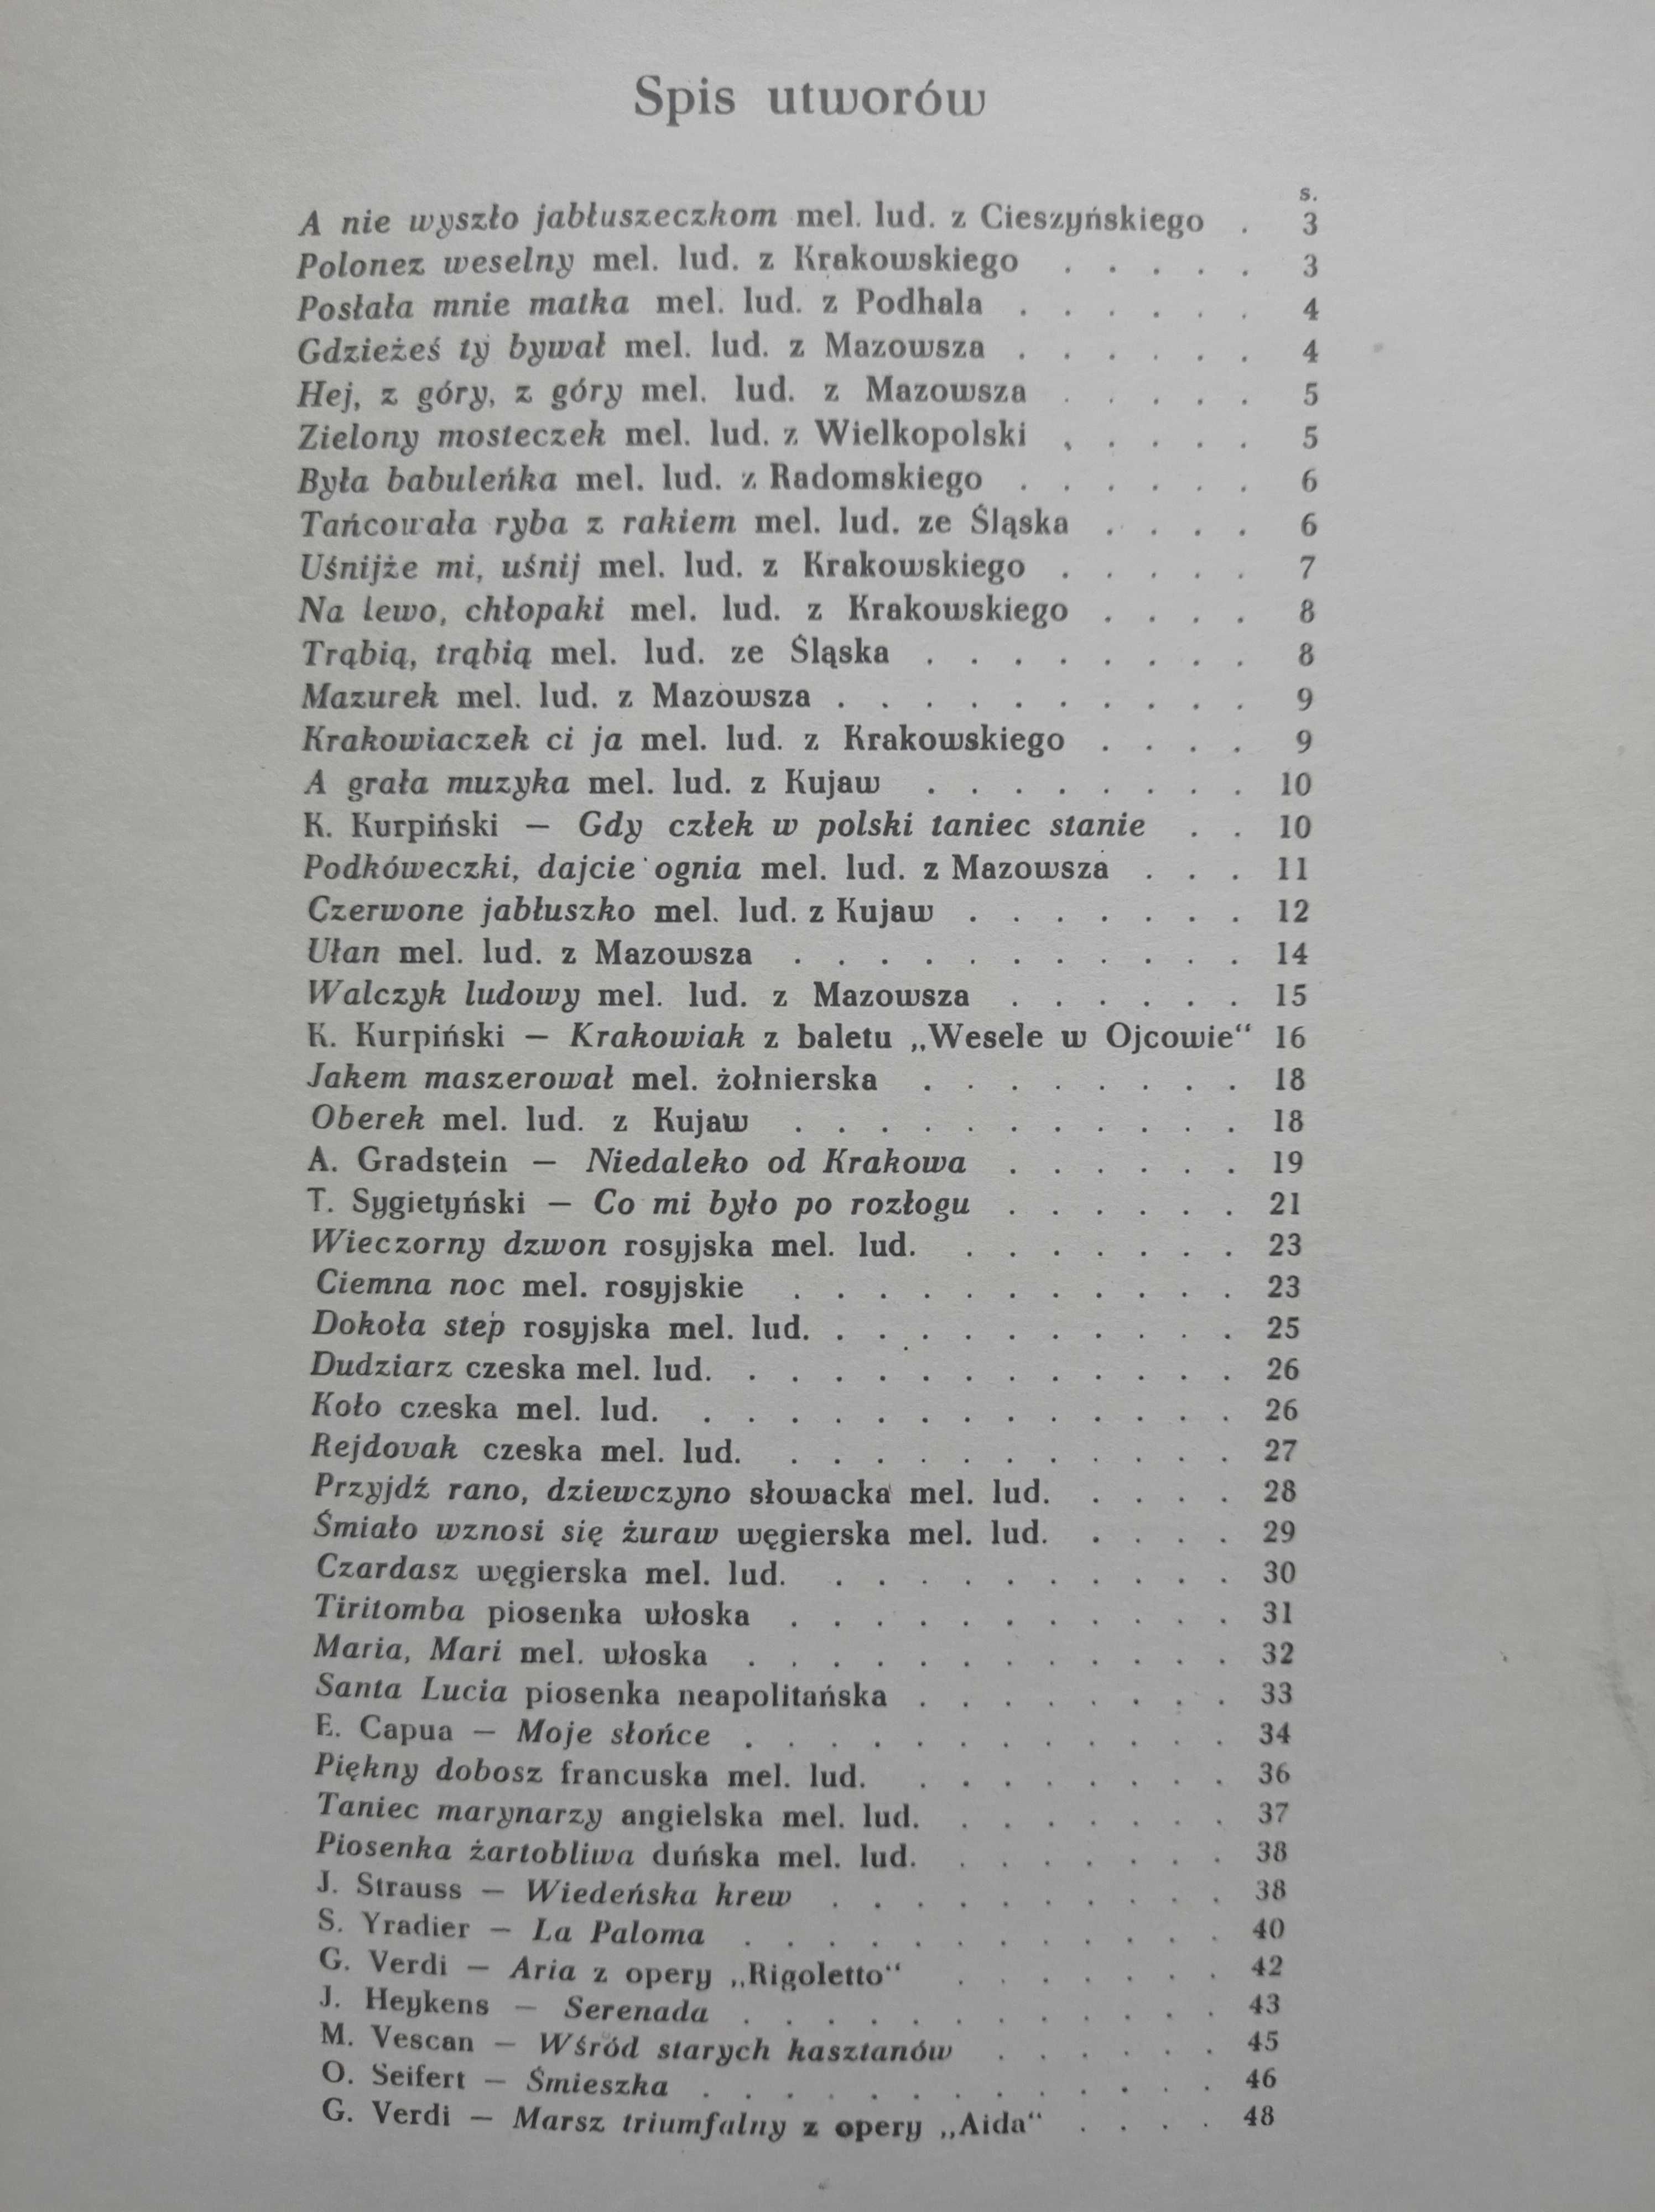 Spis utworów
s.
A nie wyszło jabłuszeczkom mel. lud. z Cieszyńskiego . 3
Polonez weselny mel. lud. z Krakowskiego . . . . . 3
Posłała mnie matka mel. lud. z Podhala . . . . . . 4
Gdzieżeś ty bywał mel. lud. z Mazowsza . . . . . . 4
Hej, z góry, z góry mel. lud. z Mazowsza . . . . . 5
Zielony mosteczek mel. lud. z Wielkopolski . . . . . 5
Była babuleńka mel. lud. z Radomskiego . . . . . . 6
Tańcowała ryba z rakiem mel. lud. ze Śląska . . . . 6
Uśnijże mi, uśnij mel. lud. z Krakowskiego . . . . . 7
Na lewo, chłopaki mel. lud. z Krakowskiego . . . . 8
Trąbią, trąbią mel. lud. ze Śląska . . . . . . . . 8
Mazurek mel. lud. z Mazowsza . . . . . . . . . . 9
Krakowiaczek ci ja mel. lud. z Krakowskiego . . . . 9
A grała muzyka mel. lud. z Kujaw . . . . . . . . 10
K. Kurpiński — Gdy człek w polski taniec stanie . . 10
Podkóweczki, dajcie ognia mel. lud. z Mazowsza . . . 11
Czerwone jabłuszko mel. lud. z Kujaw . . . . . . . 12
Ułan mel. lud. z Mazowsza . . . . . . . . . . . 14
Walczyk ludowy mel. lud. z Mazowsza . . . . . . 15
K. Kurpiński — Krakowiak z baletu „Wesele w Ojcowie“ 16
Jakem maszerował mel. żołnierska . . . . . . . . 18
Oberek mel. lud. z Kujaw . . . . . . . . . . . 18
A. Gradstein — Niedaleko od Krakowa . . . . . . 19
T. Sygietyński — Co mi było po rozłogu . . . . . . 21
Wieczorny dzwon rosyjska mel. lud. . . . . . . . 23
Ciemna noc mel. rosyjskie . . . . . . . . . . . 23
Dokoła step rosyjska mel. lud. . . . . . . . . . . 25
Dudziarz czeska mel. lud. . . . . . . . . . . . . 26
Koło czeska mel. lud. . . . . . . . . . . . . . 26
Rejdovak czeska mel. lud. . . . . . . . . . . . 27
Przyjdź rano, dziewczyno słowacka mel. lud. . . . . 28
Śmiało wznosi się żuraw węgierska mel. lud. . . . . 29
Czardasz węgierska mel. lud. . . . . . . . . . . 30
Tiritomba piosenka włoska . . . . . . . . . . . 31
Maria, Mari mel. włoska . . . . . . . . . . . . 32
Santa Lucia piosenka neapolitańska . . . . . . . . 33
E. Capua — Moje słońce . . . . . . . . . . . . 34
Piękny dobosz francuska mel. lud. . . . . . . . . 36
Taniec marynarzy angielska mel. lud. . . . . . . . 37
Piosenka żartobliwa duńska mel. lud. . . . . . . . 38
J. Strauss — Wiedeńska krew . . . . . . . . . . 38
S. Yradier — La Paloma . . . . . . . . . . . . 40
G. Verdi — Aria z opery „Rigoletto“ . . . . . . . 42
J. Heykens — Serenada . . . . . . . . . . . . 43
M. Vescan — Wśród starych kasztanów . . . . . . 45
O. Seifert — Śmieszka . . . . . . . . . . . . . 46
G. Verdi — Marsz triumfalny z opery „Aida“ . . . . 48